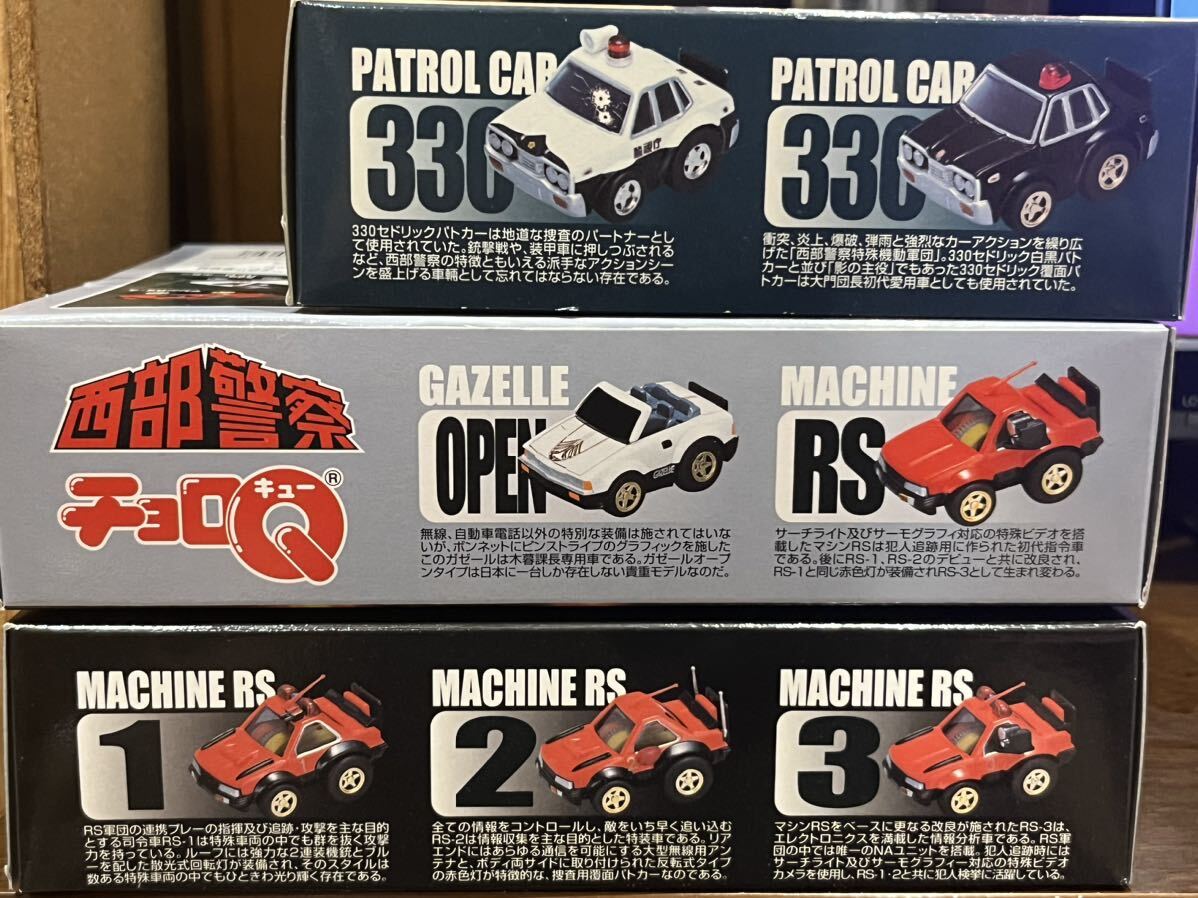 PATROL CAR
330
警視庁
330セドリックパトカーは地道な捜査のパートナーとし
て使用されていた。銃撃戦や、装甲車に押しつぶされる
など、西部警察の特徴ともいえる派手なアクションシー
ンを盛上げる車輛として忘れてはならない存在である。
PATROL CAR
330
衝突、炎上、爆破、弾雨と強烈なカーアクションを繰り広
げた「西部警察特殊機動軍団」。330セドリック白黒パト
カーと並び「影の主役」でもあった330セドリック覆面パ
トカーは大門団長初代愛用車としても使用されていた。
西部警察
チョロQ®
キュー
GAZELLE
OPEN
GAZELLE
無線、自動車電話以外の特別な装備は施されてはいな
いが、ボンネットにピンストライプのグラフィックを施した
このガゼールは木暮課長専用車である。ガゼールオープ
ンタイプは日本に一台しか存在しない貴重モデルなのだ。
MACHINE
RS
サーチライト及びサーモグラフィ対応の特殊ビデオを搭
載したマシンRSは犯人追跡用に作られた初代指令車
である。後にRS-1、RS-2のデビューと共に改良され、
RS-1と同じ赤色灯が装備されRS-3として生まれ変わる。
MACHINE RS
1
RS軍団の連携プレーの指揮及び追跡・攻撃を主な目的
とする司令車RS-1は特殊車両の中でも群を抜く攻撃
力を持っている。ルーフには強力な2連装機銃とブル
ーを配した散光式回転灯が装備され、そのスタイルは
数ある特殊車両の中でもひときわ光り輝く存在である。
MACHINE RS
2
全ての情報をコントロールし、敵をいち早く追い込む
RS-2は情報収集を主な目的とした特装車である。リア
エンドにはあらゆる通信を可能にする大型無線用アン
テナと、ボディ両サイドに取り付けられた反転式タイプ
の赤色灯が特徴的な、捜査用覆面パトカーなのである。
MACHINE RS
3
マシンRSをベースに更なる改良が施されたRS-3は、
エレクトロニクスを満載した情報分析車である。RS軍
団の中では唯一のNAユニットを搭載。犯人追跡時には
サーチライト及びサーモグラフィー対応の特殊ビデオ
カメラを使用し、RS-1・2と共に犯人検挙に活躍している。